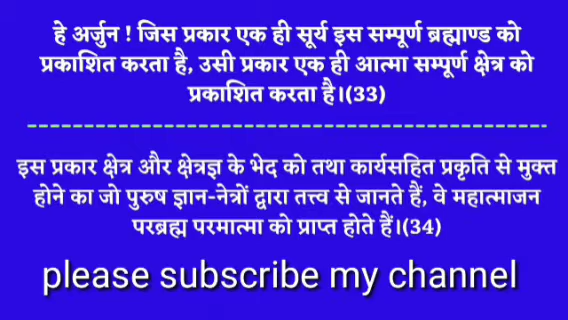 हे अर्जुन ! जिस प्रकार एक ही सूर्य इस सम्पूर्ण ब्रह्माण्ड को
प्रकाशित करता है, उसी प्रकार एक ही आत्मा सम्पूर्ण क्षेत्र को
प्रकाशित करता है।(33)
इस प्रकार क्षेत्र और क्षेत्रज्ञ के भेद को तथा कार्यसहित प्रकृति से मुक्त
होने का जो पुरुष ज्ञान-नेत्रों द्वारा तत्त्व से जानते हैं, वे महात्माजन
परब्रह्म परमात्मा को प्राप्त होते हैं।(34)
please subscribe my channel